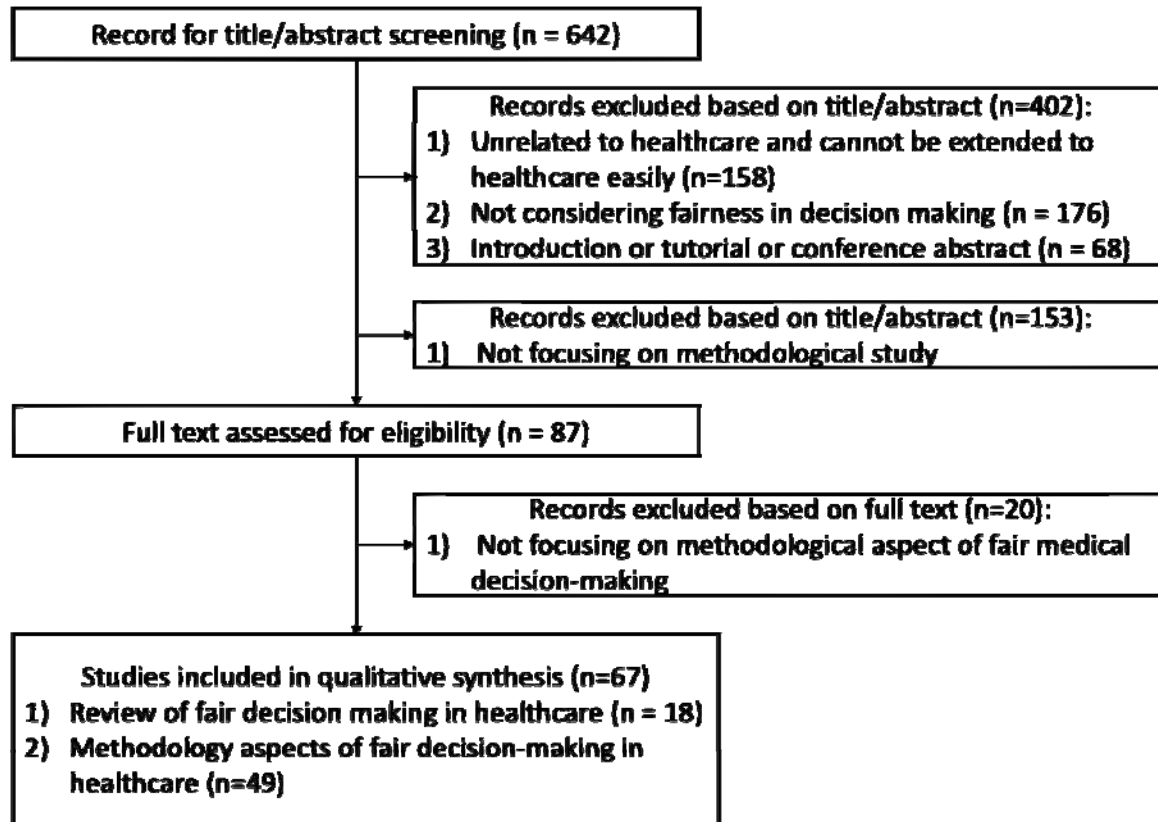 Record for title/abstract screening (n = 642)
Records excluded based on title/abstract (n=402):
1) Unrelated to healthcare and cannot be extended to
healthcare easily (n=158)
2) Not considering fairness in decision making (n = 176)
3) Introduction or tutorial or conference abstract (n = 68)
Records excluded based on title/abstract (n=153):
1) Not focusing on methodological study
Full text assessed for eligibility (n = 87)
Records excluded based on full text (n=20):
1) Not focusing on methodological aspect of fair medical
decision-making
Studies included in qualitative synthesis (n=67)
1) Review of fair decision making in healthcare (n = 18)
2) Methodology aspects of fair decision-making in
healthcare (n=49)